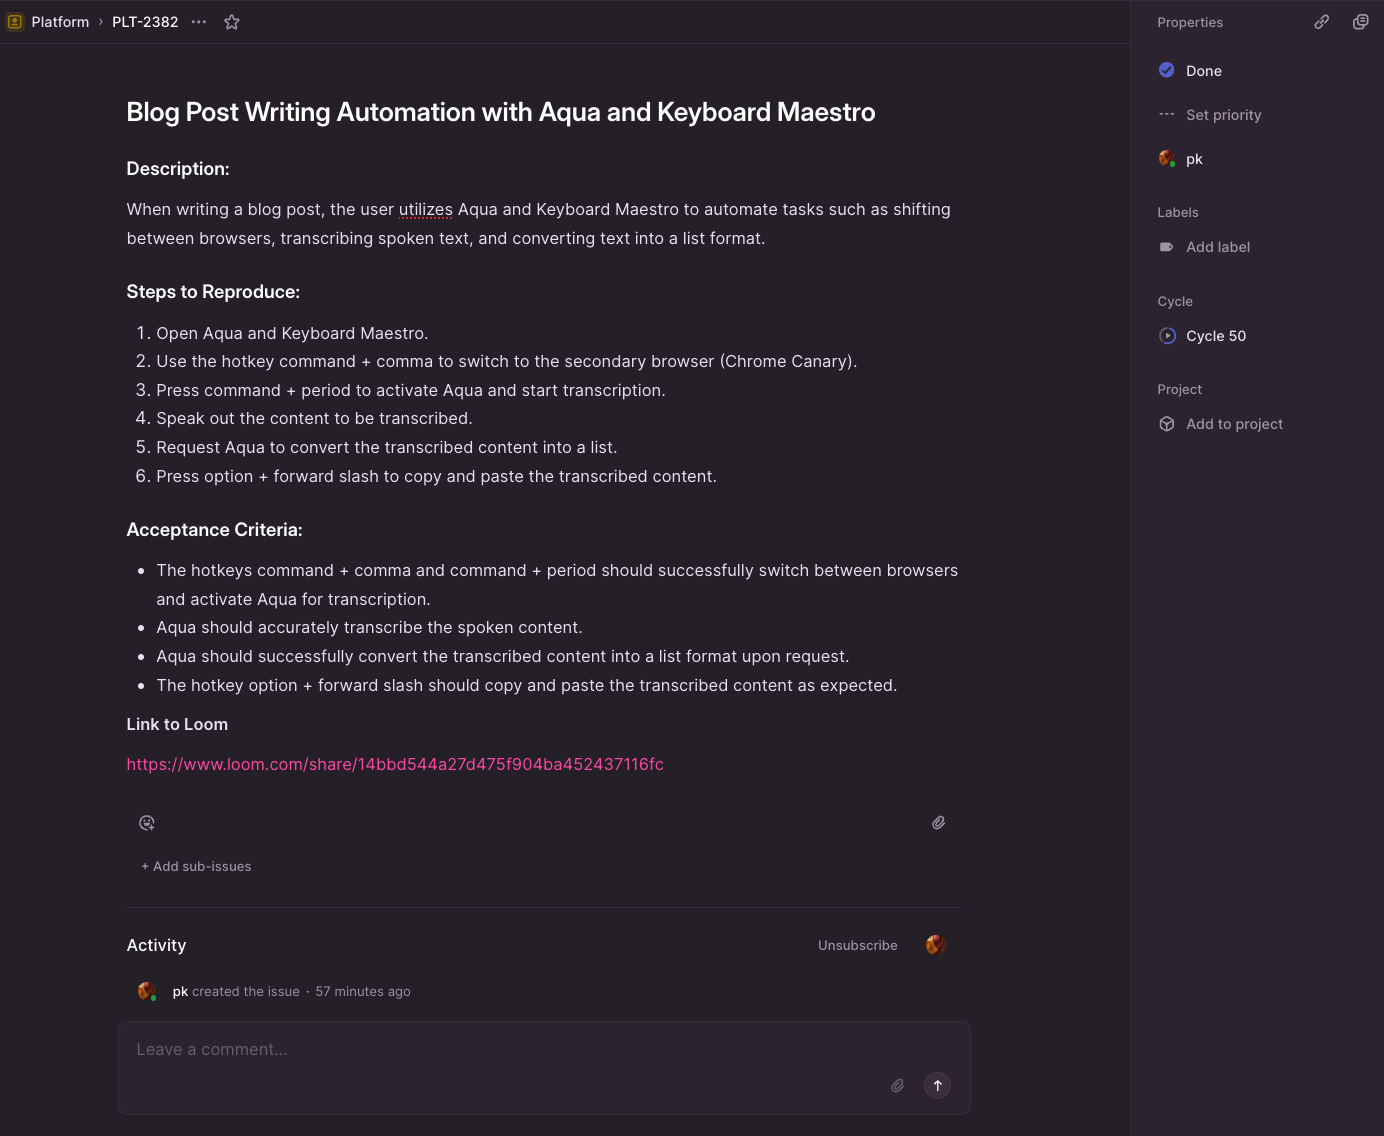 Platform › PLT-2382 ···
Blog Post Writing Automation with Aqua and Keyboard Maestro
Description:
When writing a blog post, the user utilizes Aqua and Keyboard Maestro to automate tasks such as shifting
between browsers, transcribing spoken text, and converting text into a list format.
Steps to Reproduce:
1. Open Aqua and Keyboard Maestro.
2. Use the hotkey command + comma to switch to the secondary browser (Chrome Canary).
3. Press command + period to activate Aqua and start transcription.
4. Speak out the content to be transcribed.
5. Request Aqua to convert the transcribed content into a list.
6. Press option + forward slash to copy and paste the transcribed content.
Acceptance Criteria:
• The hotkeys command + comma and command + period should successfully switch between browsers
and activate Aqua for transcription.
• Aqua should accurately transcribe the spoken content.
• Aqua should successfully convert the transcribed content into a list format upon request.
• The hotkey option + forward slash should copy and paste the transcribed content as expected.
Link to Loom
https://www.loom.com/share/14bbd544a27d475f904ba452437116fc
+ Add sub-issues
Activity
Unsubscribe
pk created the issue · 57 minutes ago
Leave a comment...
Properties
Done
--- Set priority
pk
Labels
Add label
Cycle
Cycle 50
Project
Add to project